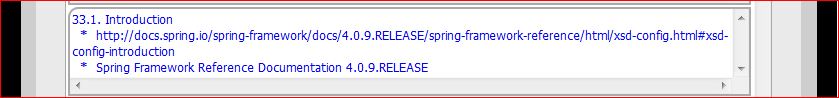 33.1. Introduction
* http://docs.spring.io/spring-framework/docs/4.0.9.RELEASE/spring-framework-reference/html/xsd-config.html#xsd-
config-introduction
* Spring Framework Reference Documentation 4.0.9.RELEASE